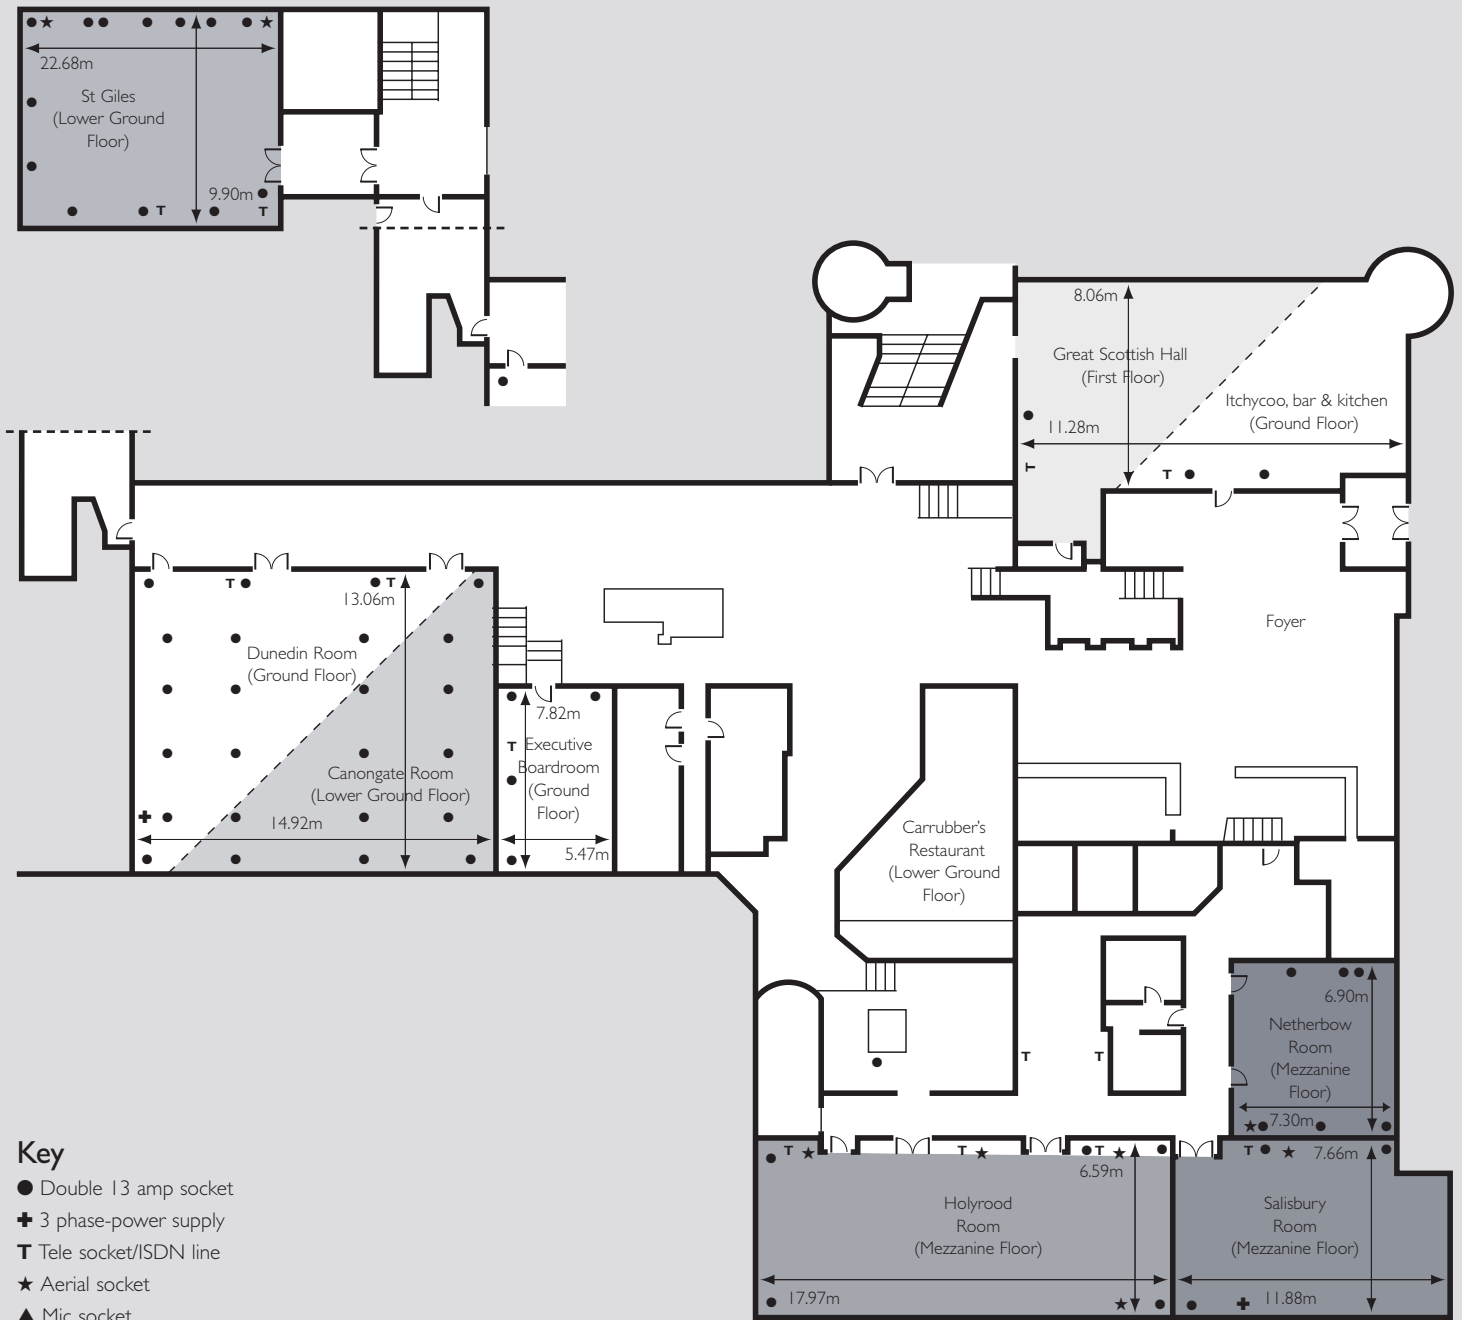 22.68m
St Giles
(Lower Ground
Floor)
9.90m
T
T
8.06m
Great Scottish Hall
(First Floor)
Itchycoo, bar & kitchen
(Ground Floor)
11.28m
T
T
T
T
13.06m
Dunedin Room
(Ground Floor)
Foyer
7.82m
T
Executive
Boardroom
(Ground
Floor)
Canongate Room
(Lower Ground Floor)
14.92m
5.47m
Carrubber's
Restaurant
(Lower Ground
Floor)
6.90m
Netherbow
Room
(Mezzanine
Floor)
T
T
7.30m
T
T
T
6.59m
T
7.66m
Holyrood
Room
(Mezzanine Floor)
Salisbury
Room
(Mezzanine Floor)
17.97m
11.88m
Key
Double 13 amp socket
3 phase-power supply
T Tele socket/ISDN line
Aerial socket
Mic socket